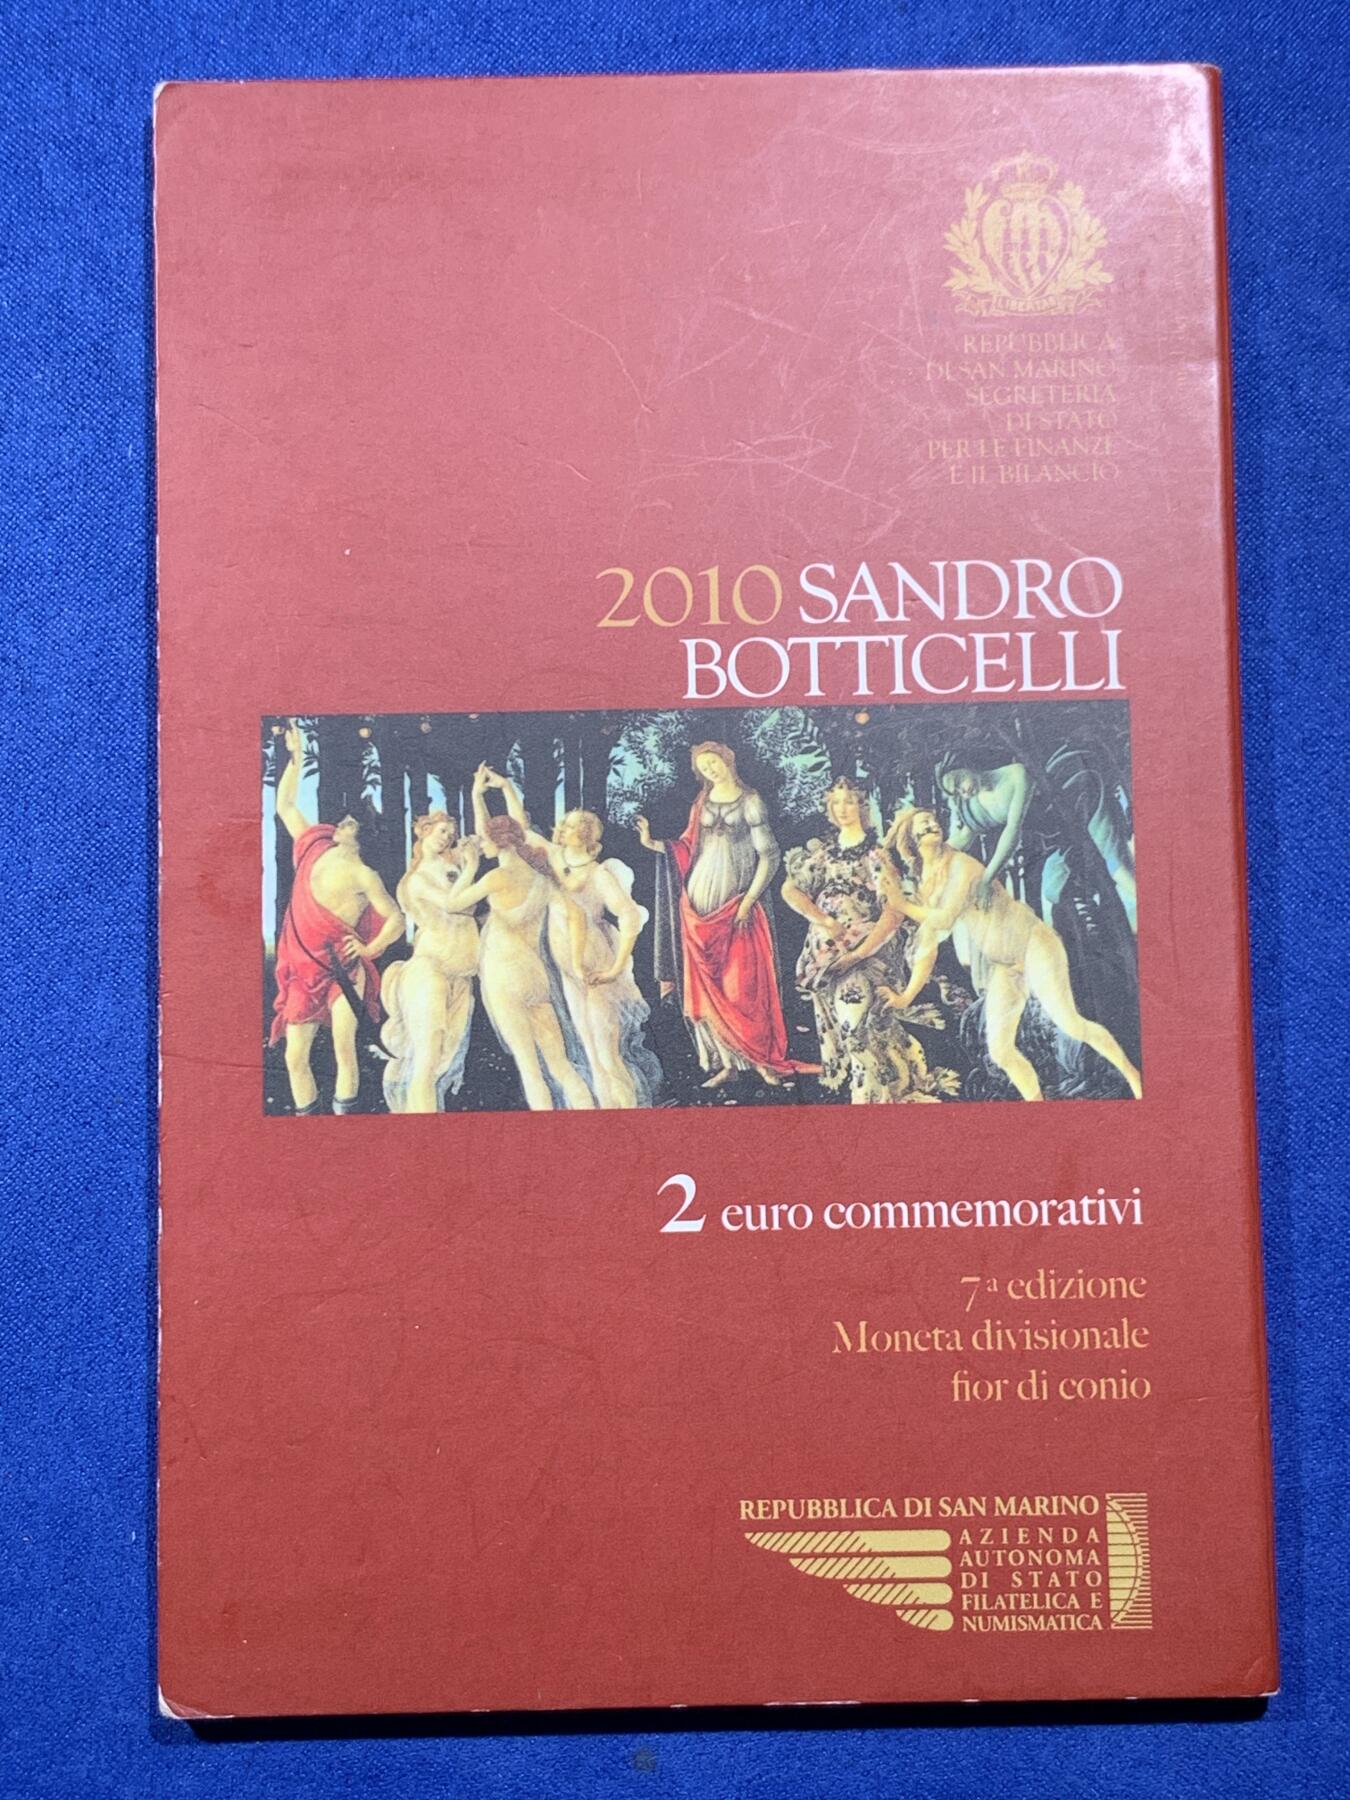 LIBERTAS
REPUBBLICA
DI SAN MARINO
SEGRETERIA
DI STATO
PER LE FINANZE
E IL BILANCIO
2010 SANDRO
BOTTICELLI
2 euro commemorativi
7ª edizione
Moneta divisionale
fior di conio
REPUBBLICA DI SAN MARINO
AZIENDA
AUTONOMA
DI STATO
FILATELICA E
NUMISMATICA